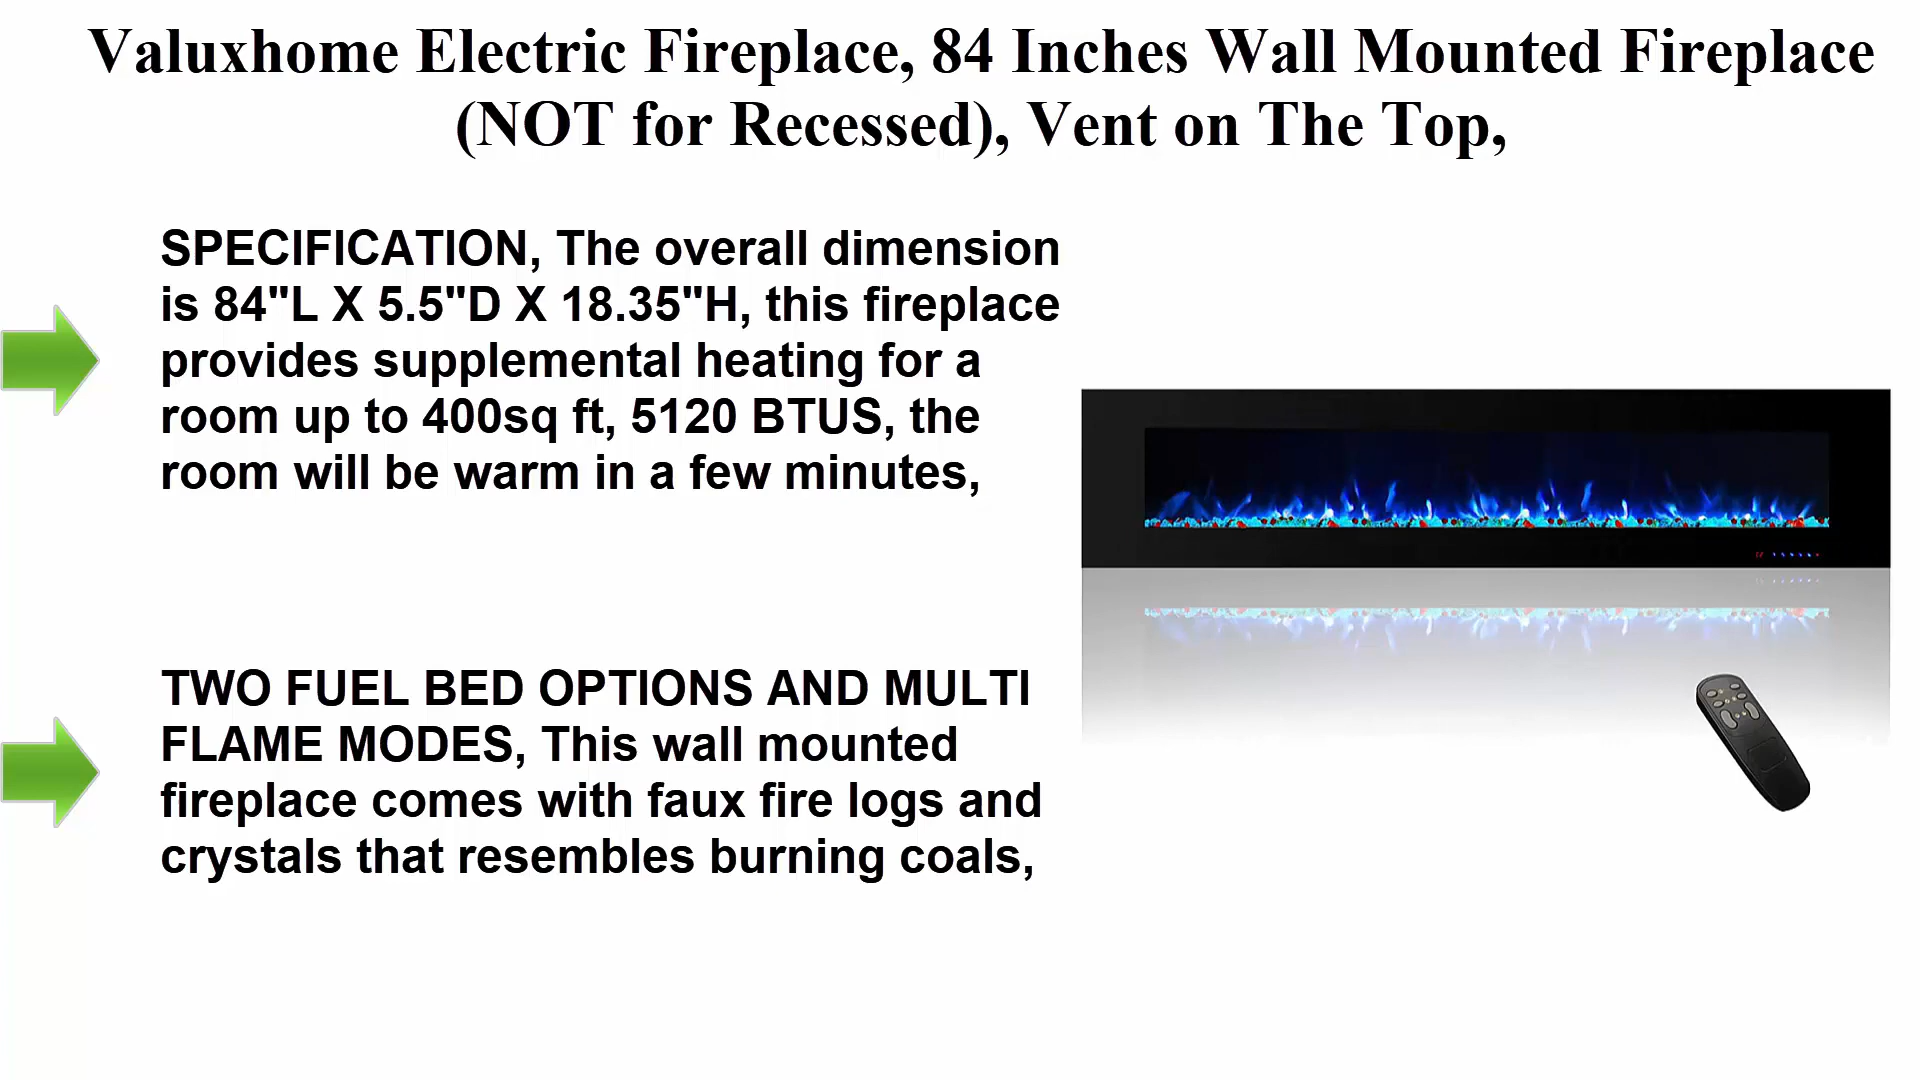 Valuxhome Electric Fireplace, 84 Inches Wall Mounted Fireplace
(NOT for Recessed), Vent on The Top,
SPECIFICATION, The overall dimension
is 84"L X 5.5"D X 18.35"H, this fireplace
provides supplemental heating for a
room up to 400sq ft, 5120 BTUS, the
room will be warm in a few minutes,
TWO FUEL BED OPTIONS AND MULTI
FLAME MODES, This wall mounted
fireplace comes with faux fire logs and
crystals that resembles burning coals,